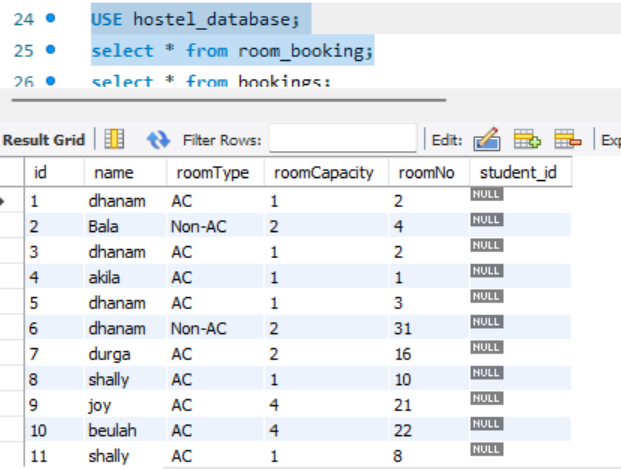 24 USE hostel_database;
25 select * from room_booking;
26 select * from bookings;
Result Grid Filter Rows: Edit: Exp
id name roomType roomCapacity roomNo student_id
1 dhanam AC 1 2 NULL
2 Bala Non-AC 2 4 NULL
3 dhanam AC 1 2 NULL
4 akila AC 1 1 NULL
5 dhanam AC 1 3 NULL
6 dhanam Non-AC 2 31 NULL
7 durga AC 2 16 NULL
8 shally AC 1 10 NULL
9 joy AC 4 21 NULL
10 beulah AC 4 22 NULL
11 shally AC 1 8 NULL